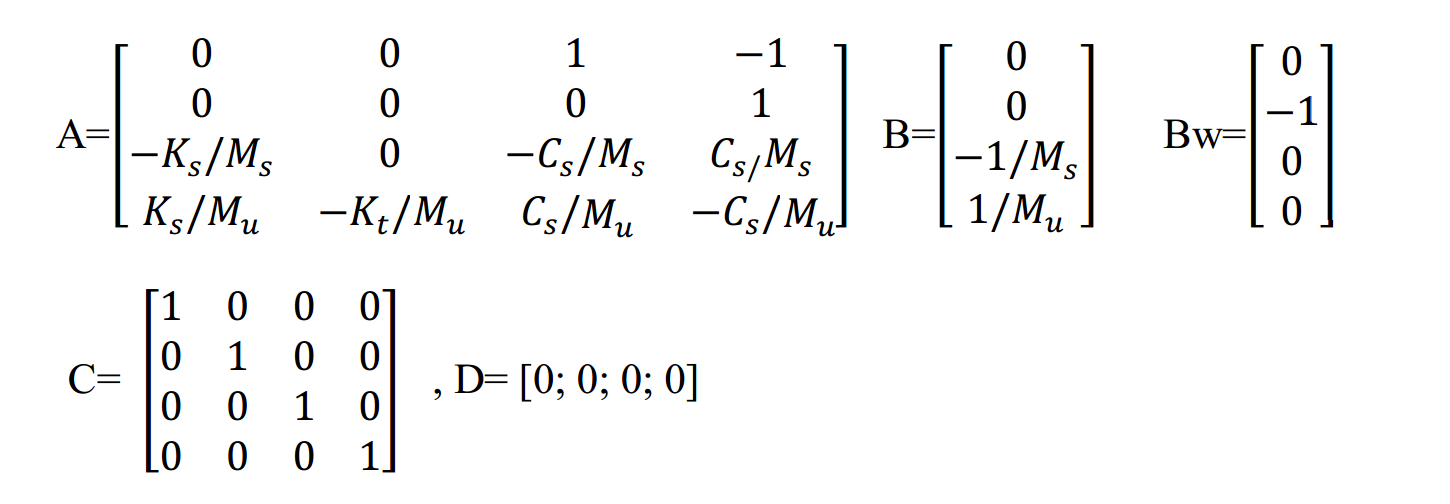 0 0 1 −1 0 0
0 0 0 1 0 −1
A= −K_s/M_s 0 −C_s/M_s C_s/M_s B= −1/M_s Bw= 0
K_s/M_u −K_t/M_u C_s/M_u −C_s/M_u 1/M_u 0
1 0 0 0
0 1 0 0
C= , D= [0; 0; 0; 0]
0 0 1 0
0 0 0 1